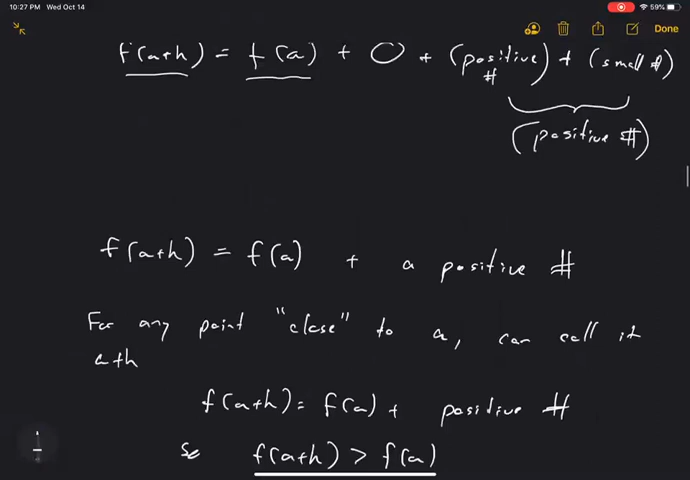 10:27 PM Wed Oct 14
59%
Done
f(a+h) = f(a) + 0 + (positive #) + (small #)
(positive #)
f(a+h) = f(a) + a positive #
For any point "close" to a, can call it
a+h
f(a+h) = f(a) + positive #
So f(a+h) > f(a)